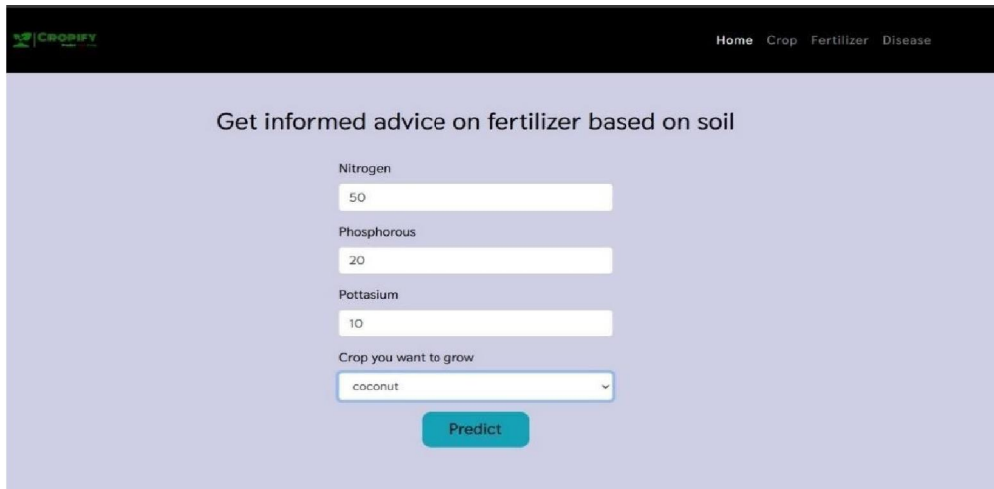 CROPIFY
Home Crop Fertilizer Disease
Get informed advice on fertilizer based on soil
Nitrogen
50
Phosphorous
20
Pottasium
10
Crop you want to grow
coconut
Predict